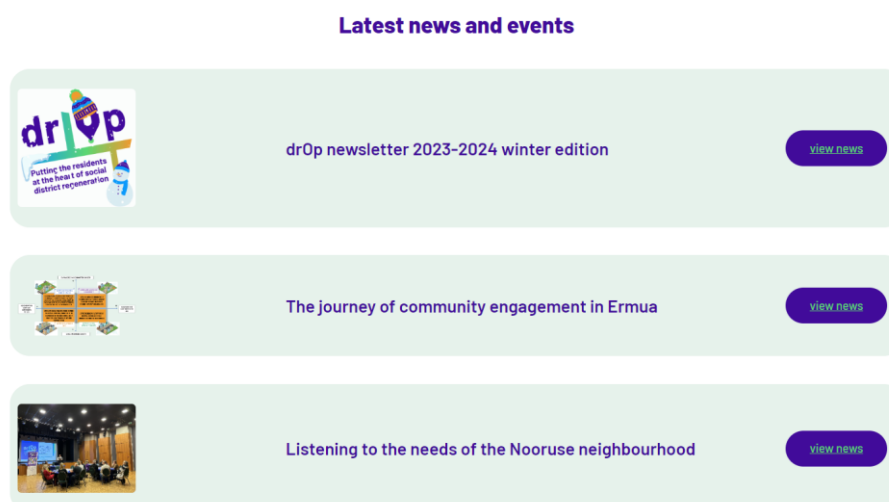 Latest news and events
drOp
Putting the residents
at the heart of social
district regeneration
drOp newsletter 2023-2024 winter edition
view news
The journey of community engagement in Ermua
view news
Listening to the needs of the Nooruse neighbourhood
view news